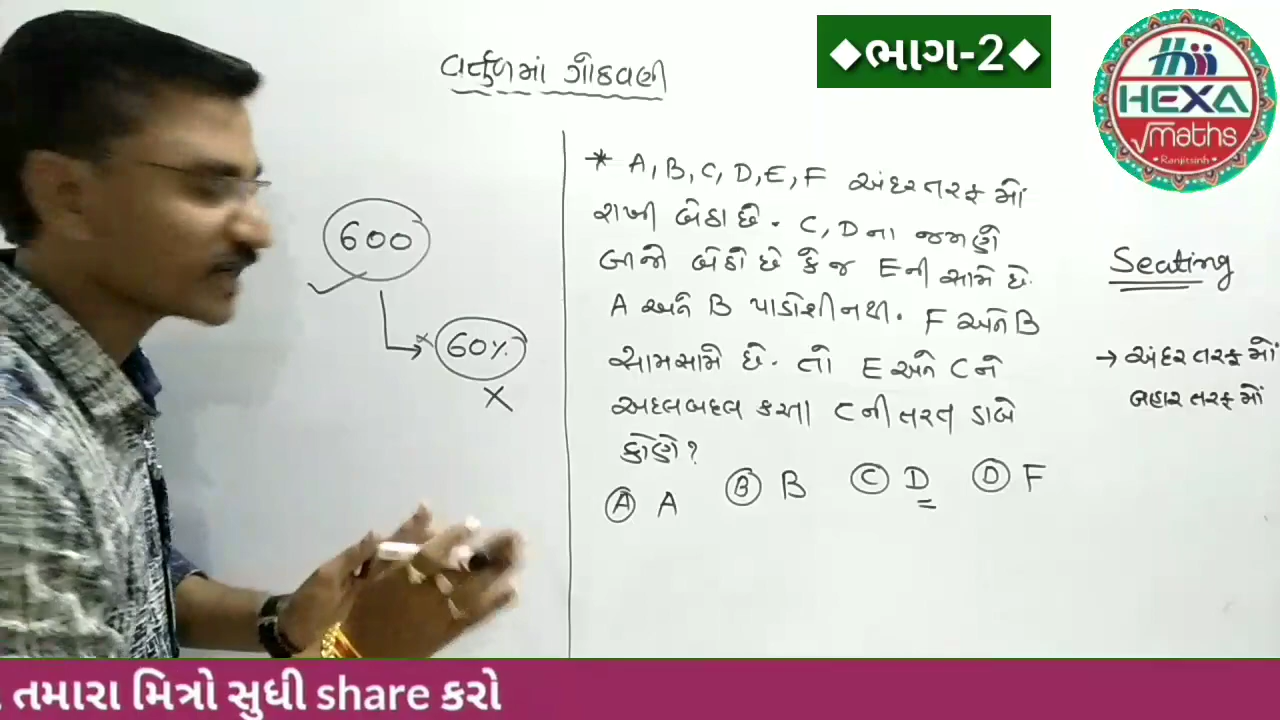 વર્તુળમાં ગોઠવણી
◆ભાગ-2◆
HEXA
√maths
• Ranjitsinh •
600
60%
* A, B, C, D, E, F અંદર તરફ મોં
રાખી બેઠા છે. C, D ના જમણી
બાજુ બેઠો છે કે જ E ની સામે છે.
A અને B પાડોશી નથી. F અને B
સામસામે છે. તો E અને C ને
અદલબદલ કરતા C ની તરત ડાબે
કોણ?
Ⓐ A Ⓑ B Ⓒ D Ⓓ F
Seating
→ અંદર તરફ મોં
બહાર તરફ મોં
તમારા મિત્રો સુધી share કરો